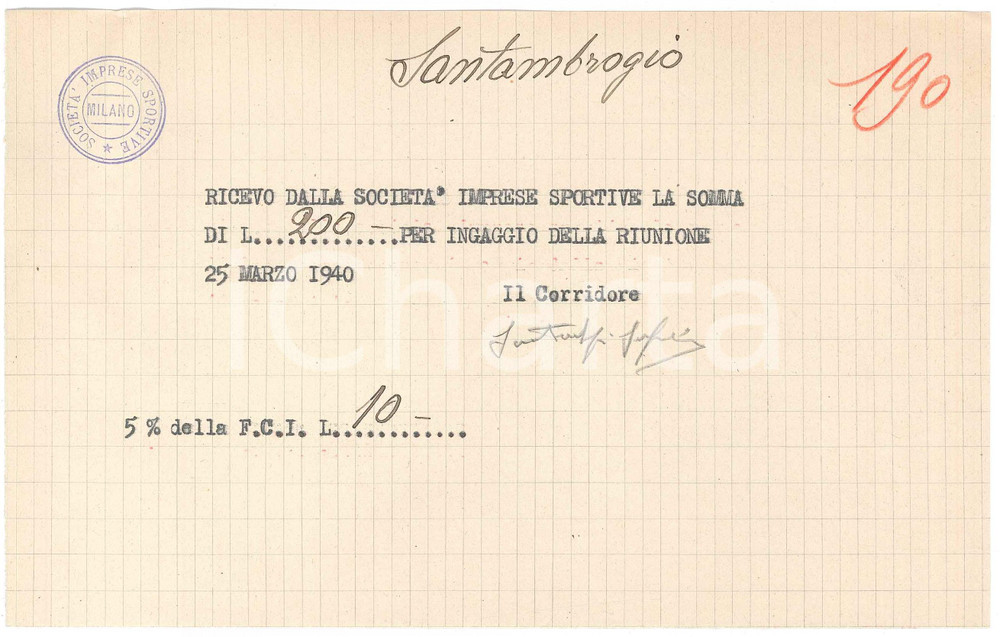 Santambrogio
190
SOCIETA' IMPRESE SPORTIVE
MILANO
RICEVO DALLA SOCIETA' IMPRESE SPORTIVE LA SOMMA
DI L....200.–....PER INGAGGIO DELLA RIUNIONE
25 MARZO 1940
Il Corridore
5 % della F.C.I. L....10.–....
iCharta